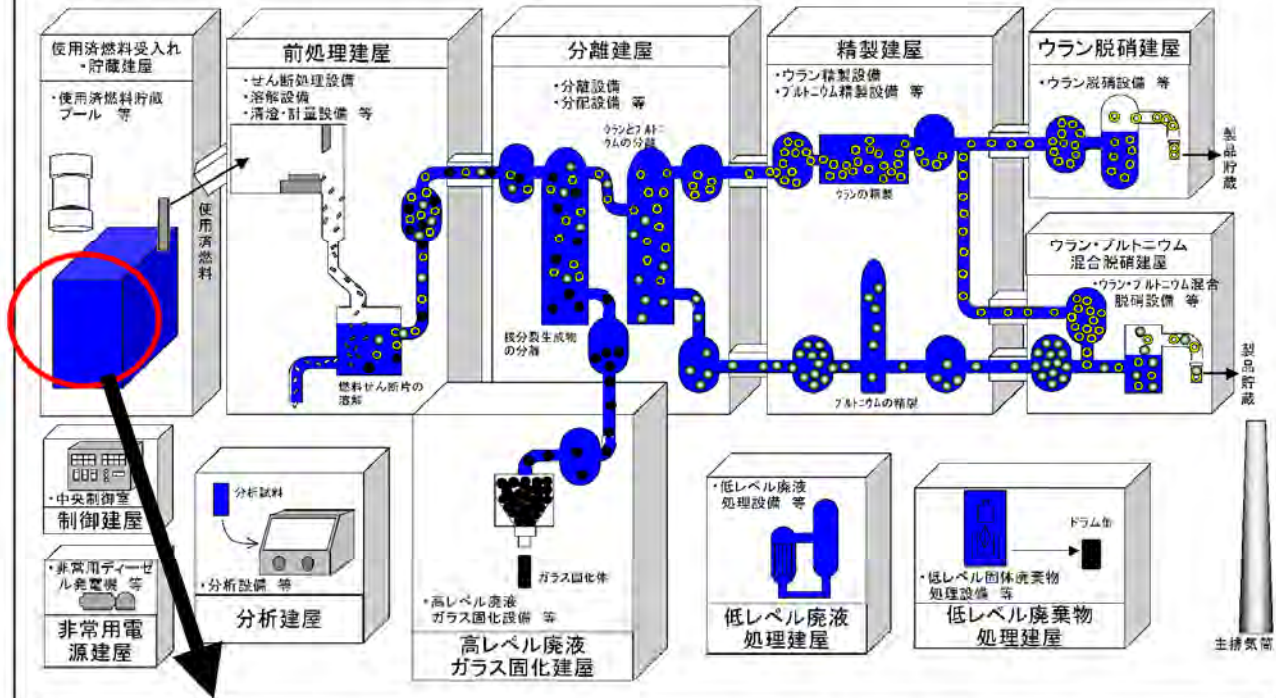 使用済燃料受入れ
・貯蔵建屋
・使用済燃料貯蔵
プール 等
使用済燃料
前処理建屋
・せん断処理設備
・溶解設備
・清澄・計量設備 等
燃料せん断片の
溶解
分離建屋
・分離設備
・分配設備 等
ウランとプルトニ
ウムの分離
核分裂生成物
の分離
精製建屋
・ウラン精製設備
・プルトニウム精製設備 等
ウランの精製
プルトニウムの精製
ウラン脱硝建屋
・ウラン脱硝設備 等
製品貯蔵
ウラン・プルトニウム
混合脱硝建屋
・ウラン・プルトニウム混合
脱硝設備 等
製品貯蔵
・中央制御室
制御建屋
・非常用ディーゼ
ル発電機 等
非常用電
源建屋
分析試料
・分析設備 等
分析建屋
ガラス固化体
・高レベル廃液
ガラス固化設備 等
高レベル廃液
ガラス固化建屋
・低レベル廃液
処理設備 等
低レベル廃液
処理建屋
ドラム缶
・低レベル固体廃棄物
処理設備 等
低レベル廃棄物
処理建屋
主排気筒